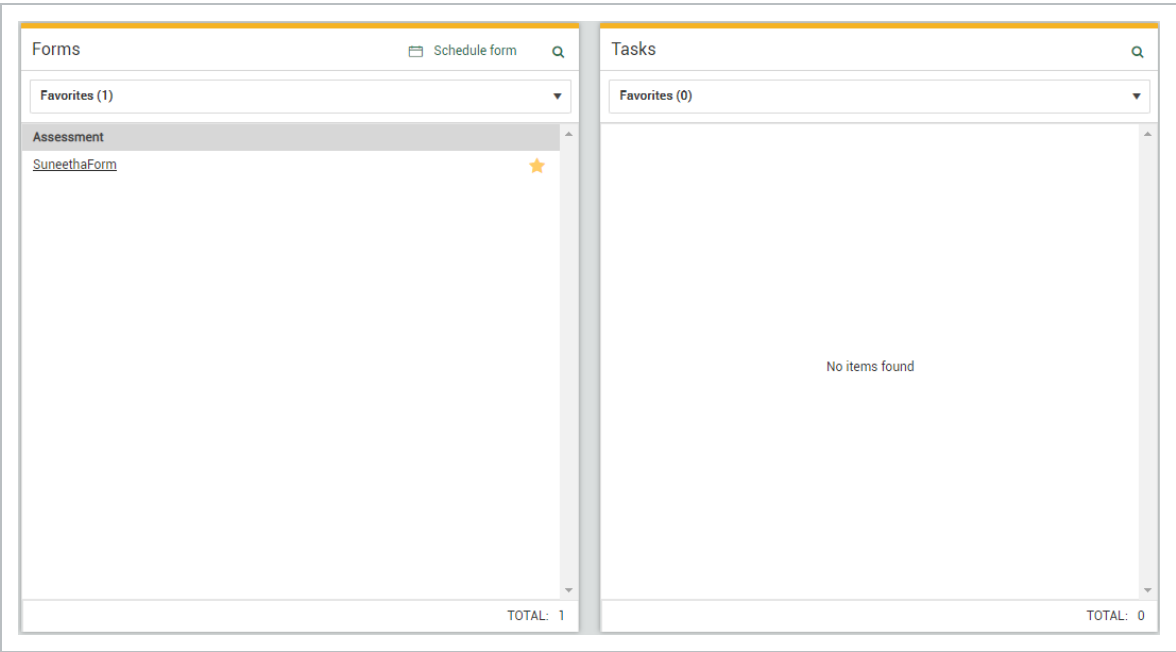 Forms
Schedule form
Favorites (1)
Assessment
SuneethaForm
TOTAL: 1
Tasks
Favorites (0)
No items found
TOTAL: 0